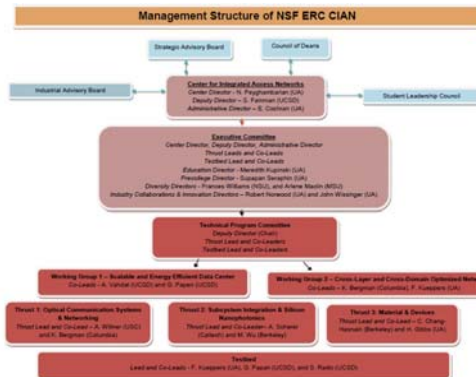 Management Structure of NSF ERC CIAN
Strategic Advisory Board
Council of Deans
Industrial Advisory Board
Center for Integrated Access Networks
Center Director – N. Peyghambarian (UA)
Deputy Director – S. Fainman (UCSD)
Administrative Director – S. Cochran (UA)
Student Leadership Council
Executive Committee
Center Director, Deputy Director, Administrative Director
Thrust Leads and Co-Leads
Testbed Lead and Co-Leads
Education Director - Meredith Kupinski (UA)
Precollege Director - Supapan Seraphin (UA)
Diversity Directors - Frances Williams (NSU), and Arlene Maclin (MSU)
Industry Collaborations & Innovation Directors – Robert Norwood (UA) and John Wissinger (UA)
Technical Program Committee
Deputy Director (Chair)
Thrust Lead and Co-Leaders
Testbed Lead and Co-Leaders
Working Group 1 – Scalable and Energy Efficient Data Center
Co-Leads - A. Vahdat (UCSD) and G. Papen (UCSD)
Working Group 2 – Cross-Layer and Cross-Domain Optimized
Co-Leads – K. Bergman (Columbia), F. Kueppers (UA)
Thrust 1: Optical Communication Systems
& Networking
Thrust Lead and Co-Lead – A. Willner (USC)
and K. Bergman (Columbia)
Thrust 2: Subsystem Integration & Silicon
Nanophotonics
Thrust Lead and Co-Leader– A. Scherer
(Caltech) and M. Wu (Berkeley)
Thrust 3: Material & Devices
Thrust Lead and Co-Lead – C. Chang-
Hasnain (Berkeley) and H. Gibbs (UA)
Testbed
Lead and Co-Leads - F. Kueppers (UA), G. Papen (UCSD), and S. Radic (UCSD)